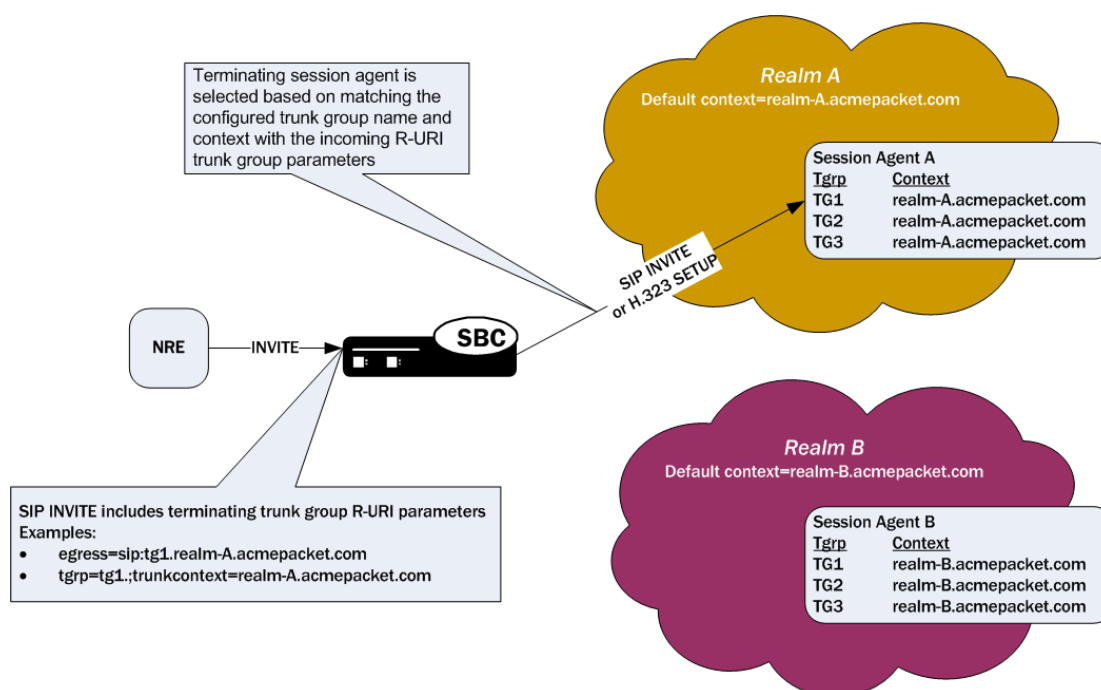 Terminating session agent is
selected based on matching the
configured trunk group name and
context with the incoming R-URI
trunk group parameters
Realm A
Default context=realm-A.acmepacket.com
Session Agent A
Tgrp Context
TG1 realm-A.acmepacket.com
TG2 realm-A.acmepacket.com
TG3 realm-A.acmepacket.com
SIP INVITE
or H.323 SETUP
NRE
INVITE
SBC
Realm B
Default context=realm-B.acmepacket.com
Session Agent B
Tgrp Context
TG1 realm-B.acmepacket.com
TG2 realm-B.acmepacket.com
TG3 realm-B.acmepacket.com
SIP INVITE includes terminating trunk group R-URI parameters
Examples:
• egress=sip:tg1.realm-A.acmepacket.com
• tgrp=tg1.;trunkcontext=realm-A.acmepacket.com